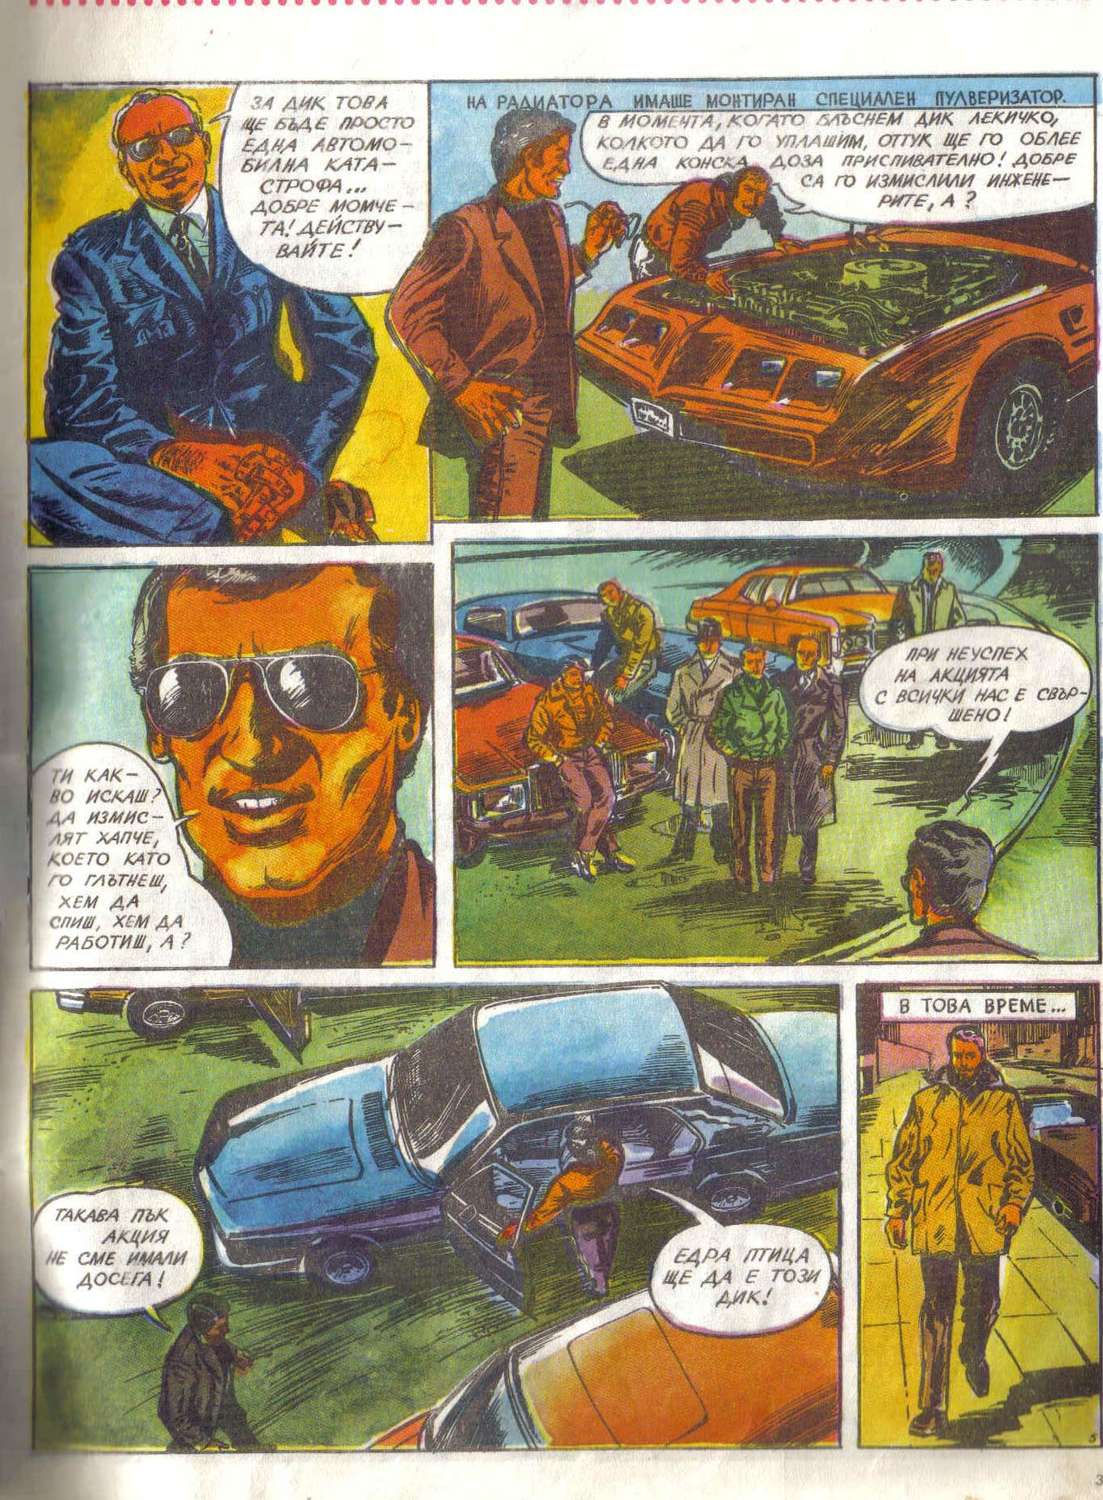 ЗА ДИК ТОВА
ЩЕ БЪДЕ ПРОСТО
ЕДНА АВТОМО-
БИЛНА КАТА-
СТРОФА...
ДОБРЕ МОМЧЕ-
ТА! ДЕЙСТВУ-
ВАЙТЕ!
НА РАДИАТОРА ИМАШЕ МОНТИРАН СПЕЦИАЛЕН ПУЛВЕРИЗАТОР.
В МОМЕНТА, КОГАТО БЛЪСНЕМ ДИК ЛЕКИЧКО,
КОЛКОТО ДА ГО УПЛАШИМ, ОТТУК ЩЕ ГО ОБЛЕЕ
ЕДНА КОНСКА ДОЗА ПРИСПИВАТЕЛНО! ДОБРЕ
СА ГО ИЗМИСЛИЛИ ИНЖЕНЕ-
РИТЕ, А?
ТИ КАК-
ВО ИСКАШ?
ДА ИЗМИС-
ЛЯТ ХАПЧЕ,
КОЕТО КАТО
ГО ГЛЪТНЕШ,
ХЕМ ДА
СПИШ, ХЕМ ДА
РАБОТИШ, А?
ПРИ НЕУСПЕХ
НА АКЦИЯТА
С ВСИЧКИ НАС Е СВЪР-
ШЕНО!
ТАКАВА ПЪК
АКЦИЯ
НЕ СМЕ ИМАЛИ
ДОСЕГА!
ЕДРА ПТИЦА
ЩЕ ДА Е ТОЗИ
ДИК!
В ТОВА ВРЕМЕ...
5
3